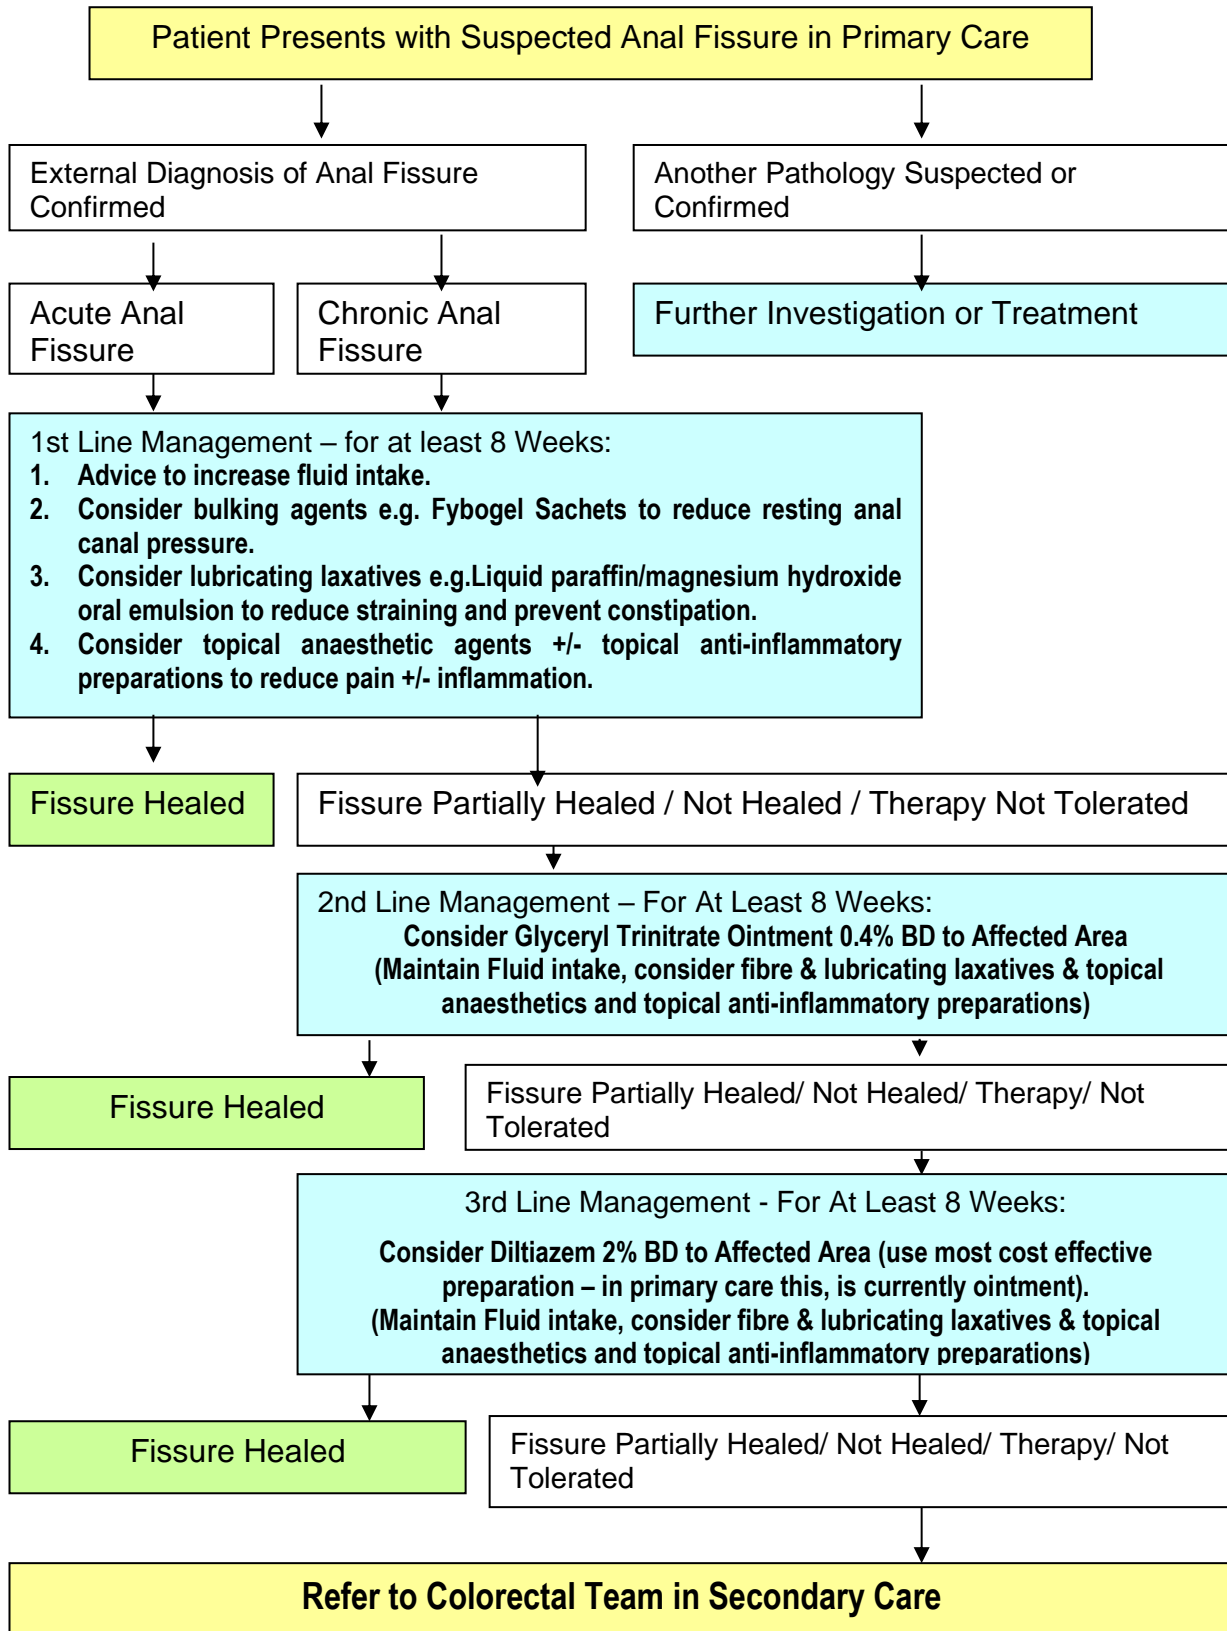 Patient Presents with Suspected Anal Fissure in Primary Care
External Diagnosis of Anal Fissure
Confirmed
Another Pathology Suspected or
Confirmed
Acute Anal
Fissure
Chronic Anal
Fissure
Further Investigation or Treatment
1st Line Management – for at least 8 Weeks:
1. Advice to increase fluid intake.
2. Consider bulking agents e.g. Fybogel Sachets to reduce resting anal
canal pressure.
3. Consider lubricating laxatives e.g.Liquid paraffin/magnesium hydroxide
oral emulsion to reduce straining and prevent constipation.
4. Consider topical anaesthetic agents +/- topical anti-inflammatory
preparations to reduce pain +/- inflammation.
Fissure Healed
Fissure Partially Healed / Not Healed / Therapy Not Tolerated
2nd Line Management – For At Least 8 Weeks:
Consider Glyceryl Trinitrate Ointment 0.4% BD to Affected Area
(Maintain Fluid intake, consider fibre & lubricating laxatives & topical
anaesthetics and topical anti-inflammatory preparations)
Fissure Healed
Fissure Partially Healed/ Not Healed/ Therapy/ Not
Tolerated
3rd Line Management - For At Least 8 Weeks:
Consider Diltiazem 2% BD to Affected Area (use most cost effective
preparation – in primary care this, is currently ointment).
(Maintain Fluid intake, consider fibre & lubricating laxatives & topical
anaesthetics and topical anti-inflammatory preparations)
Fissure Healed
Fissure Partially Healed/ Not Healed/ Therapy/ Not
Tolerated
Refer to Colorectal Team in Secondary Care